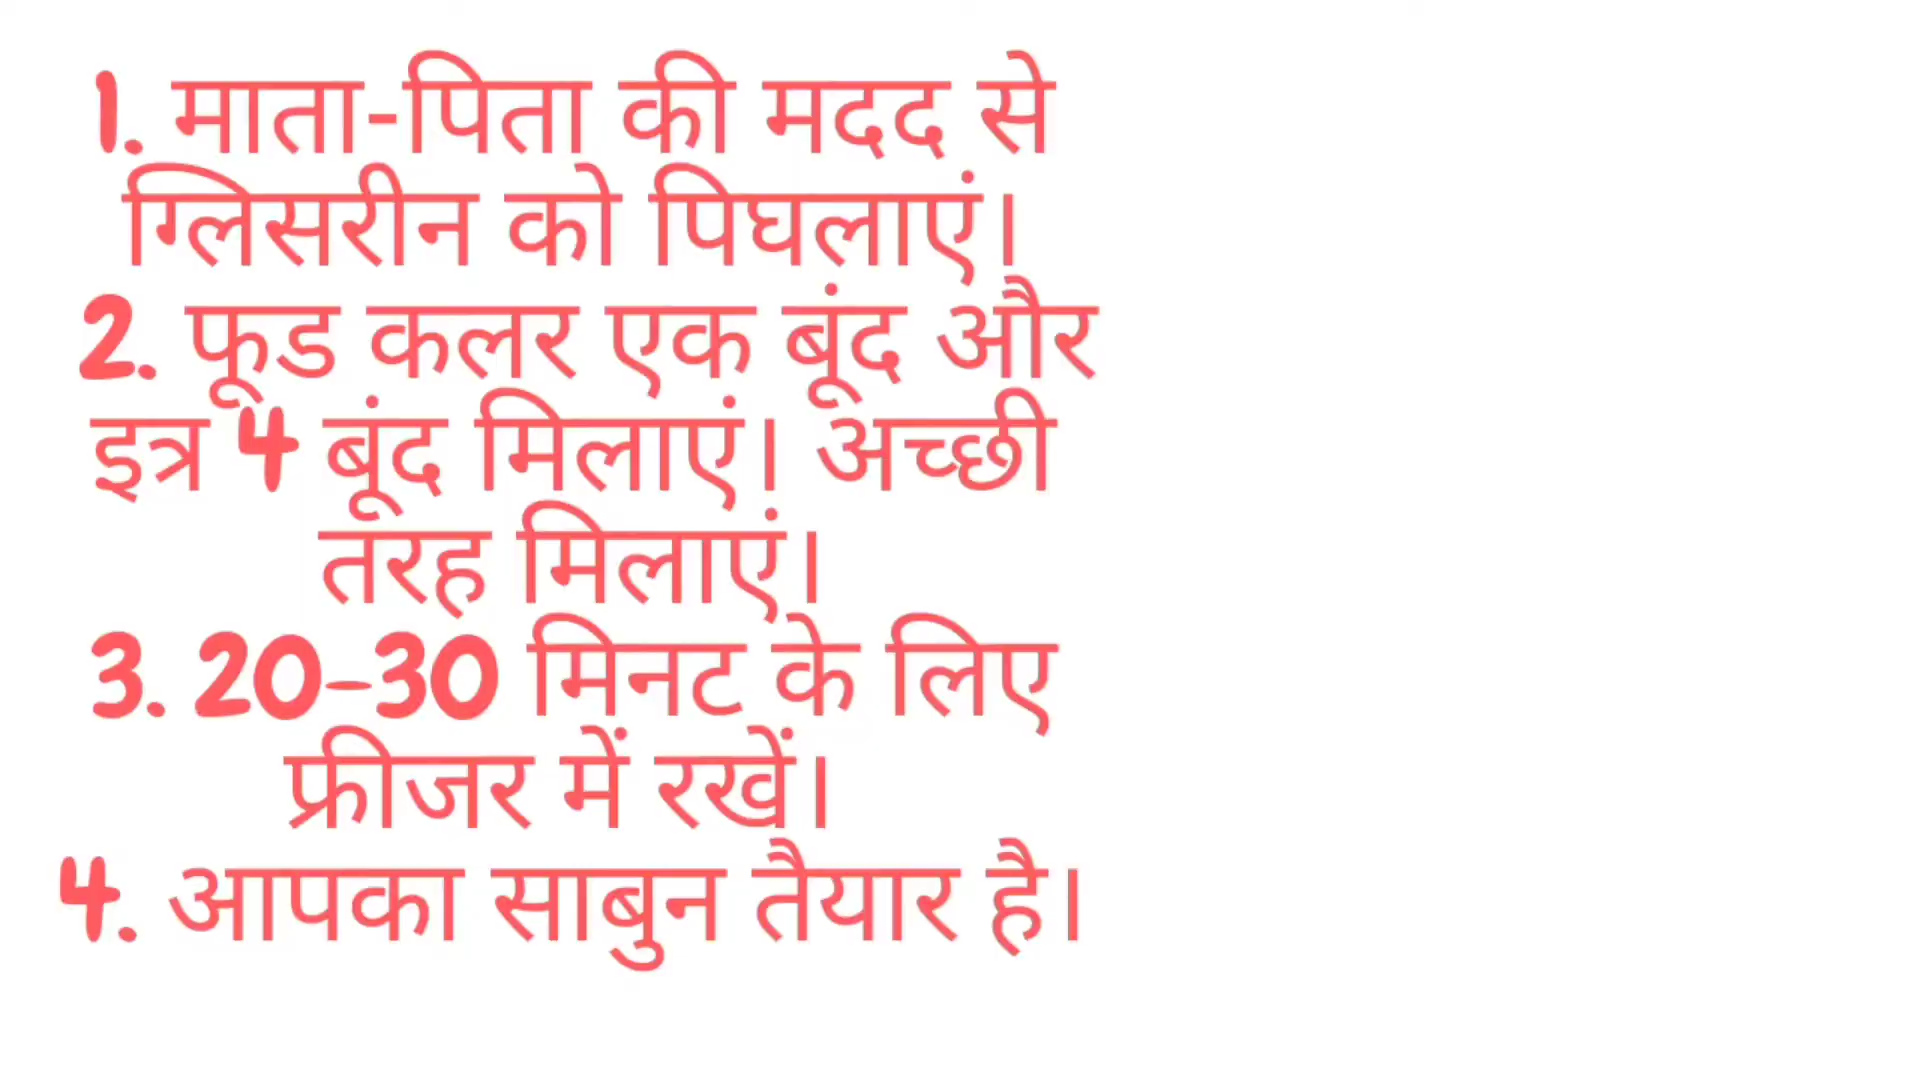 1. माता-पिता की मदद से
ग्लिसरीन को पिघलाएं।
2. फूड कलर एक बूंद और
इत्र 4 बूंद मिलाएं। अच्छी
तरह मिलाएं।
3. 20-30 मिनट के लिए
फ्रीजर में रखें।
4. आपका साबुन तैयार है।